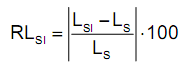 RL_SI = | (L_SI – L_S) / L_S | · 100